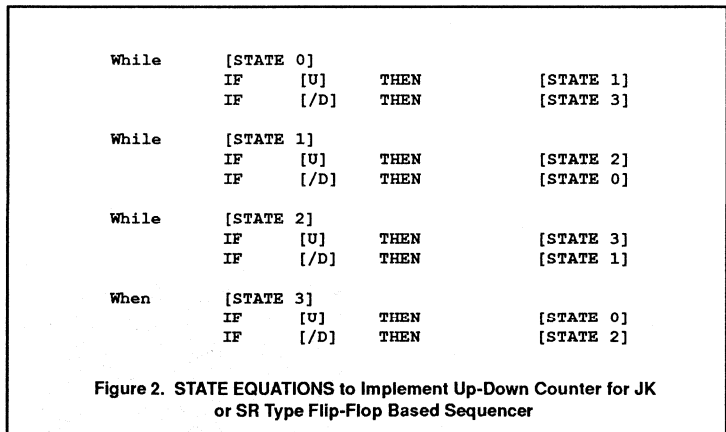 While [STATE 0]
IF [U] THEN [STATE 1]
IF [/D] THEN [STATE 3]
While [STATE 1]
IF [U] THEN [STATE 2]
IF [/D] THEN [STATE 0]
While [STATE 2]
IF [U] THEN [STATE 3]
IF [/D] THEN [STATE 1]
When [STATE 3]
IF [U] THEN [STATE 0]
IF [/D] THEN [STATE 2]
Figure 2. STATE EQUATIONS to Implement Up-Down Counter for JK
or SR Type Flip-Flop Based Sequencer